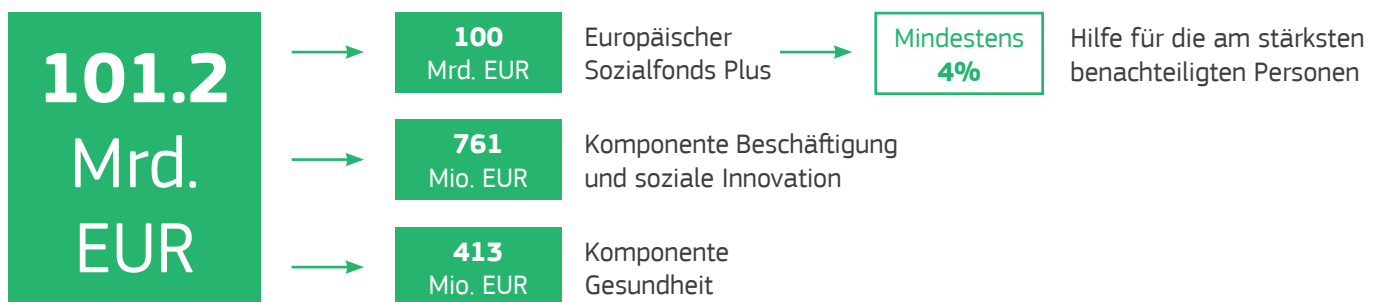 101.2
Mrd.
EUR
100
Mrd. EUR
Europäischer
Sozialfonds Plus
Mindestens
4%
Hilfe für die am stärksten
benachteiligten Personen
761
Mio. EUR
Komponente Beschäftigung
und soziale Innovation
413
Mio. EUR
Komponente
Gesundheit